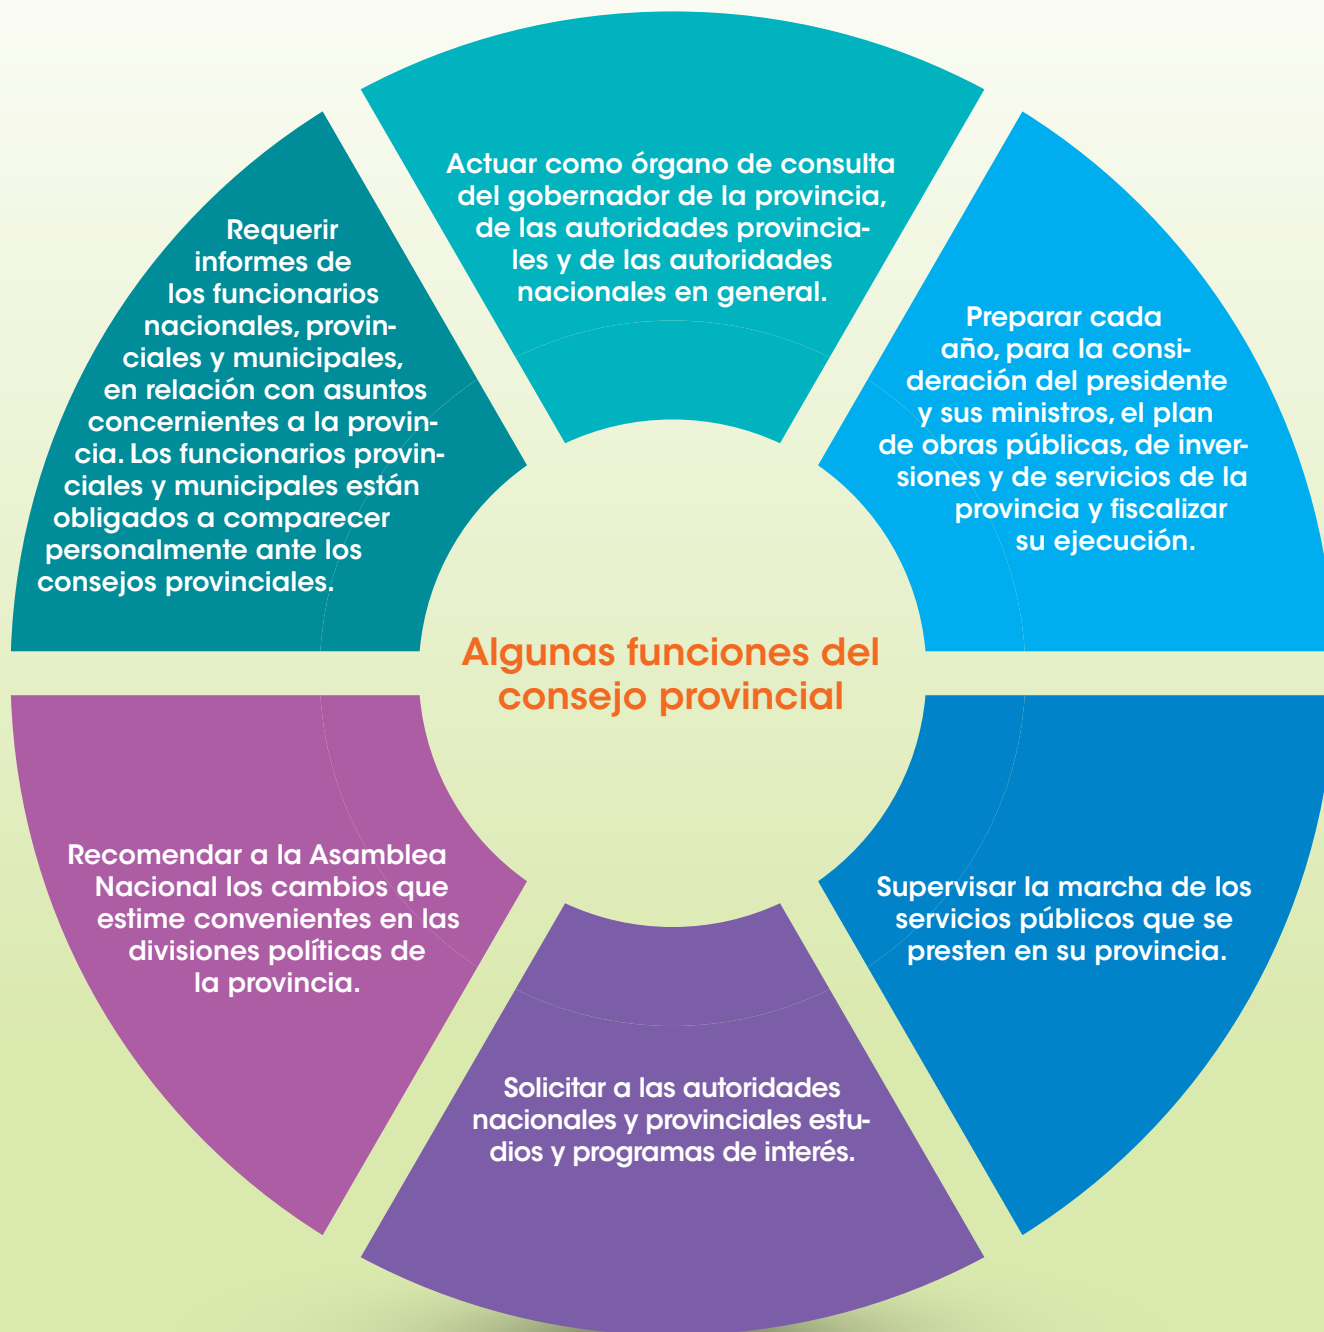 Algunas funciones del
consejo provincial
Actuar como órgano de consulta
del gobernador de la provincia,
de las autoridades provincia-
les y de las autoridades
nacionales en general.
Preparar cada
año, para la consi-
deración del presidente
y sus ministros, el plan
de obras públicas, de inver-
siones y de servicios de la
provincia y fiscalizar
su ejecución.
Supervisar la marcha de los
servicios públicos que se
presten en su provincia.
Solicitar a las autoridades
nacionales y provinciales estu-
dios y programas de interés.
Recomendar a la Asamblea
Nacional los cambios que
estime convenientes en las
divisiones políticas de
la provincia.
Requerir
informes de
los funcionarios
nacionales, provin-
ciales y municipales,
en relación con asuntos
concernientes a la provin-
cia. Los funcionarios provin-
ciales y municipales están
obligados a comparecer
personalmente ante los
consejos provinciales.